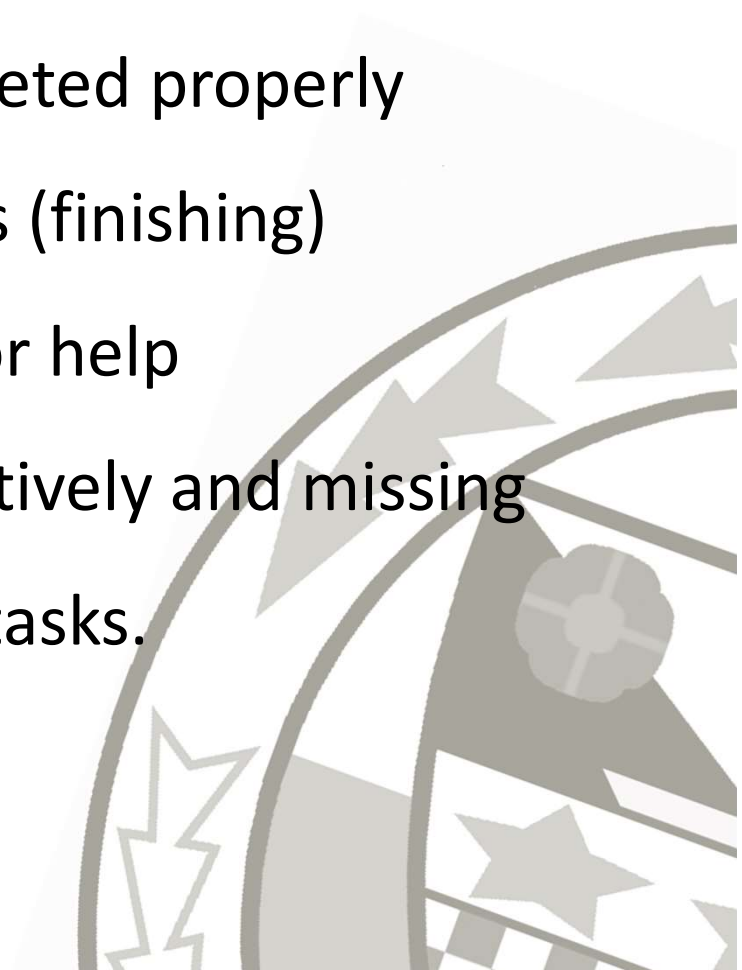 eted properly
s (finishing)
or help
tively and missing
tasks.